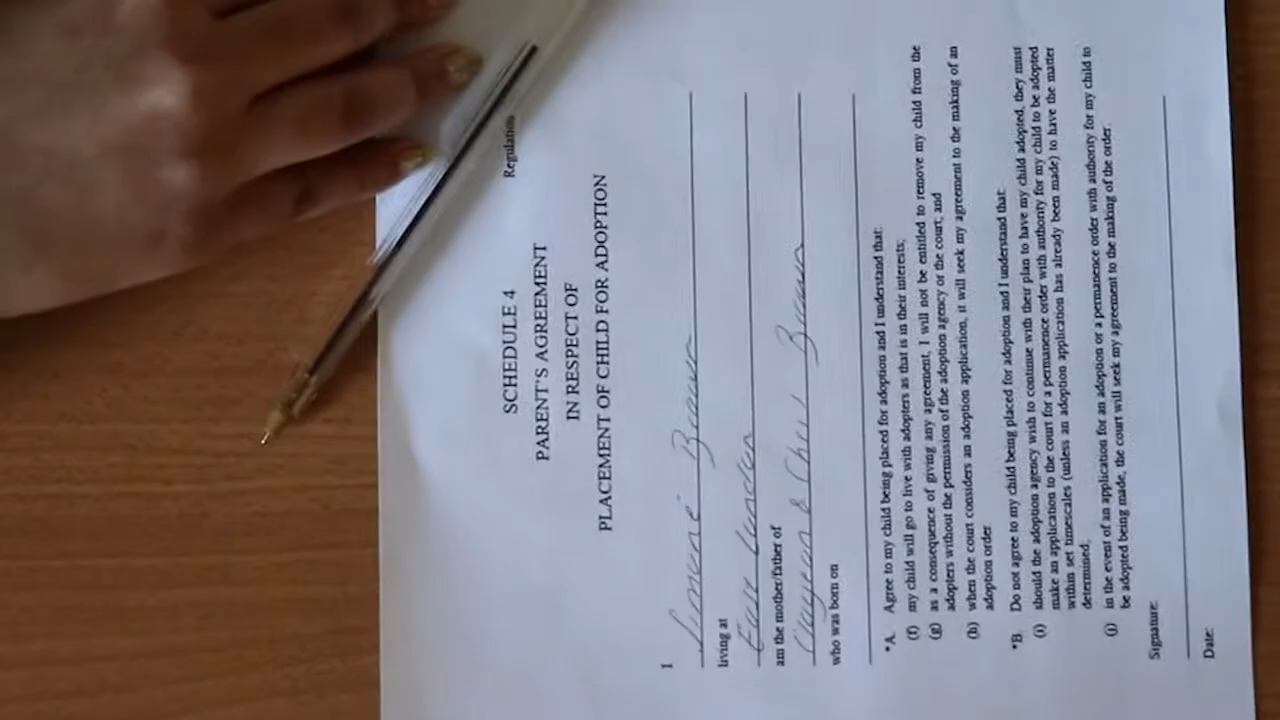 Regulation
SCHEDULE 4
PARENT'S AGREEMENT
IN RESPECT OF
PLACEMENT OF CHILD FOR ADOPTION
I Simone Brown
living at
East London
am the mother/father of
& Brown
who was born on
*A. Agree to my child being placed for adoption and I understand that:
(f) my child will go to live with adopters as that is in their interests;
(g) as a consequence of giving any agreement, I will not be entitled to remove my child from the
adopters without the permission of the adoption agency or the court; and
(h) when the court considers an adoption application, it will seek my agreement to the making of an
adoption order.
*B. Do not agree to my child being placed for adoption and I understand that:
(i) should the adoption agency wish to continue with their plan to have my child adopted, they must
make an application to the court for a permanence order with authority for my child to be adopted
within set timescales (unless an adoption application has already been made) to have the matter
determined;
(j) in the event of an application for an adoption or a permanence order with authority for my child to
be adopted being made, the court will seek my agreement to the making of the order.
Signature:
Date: